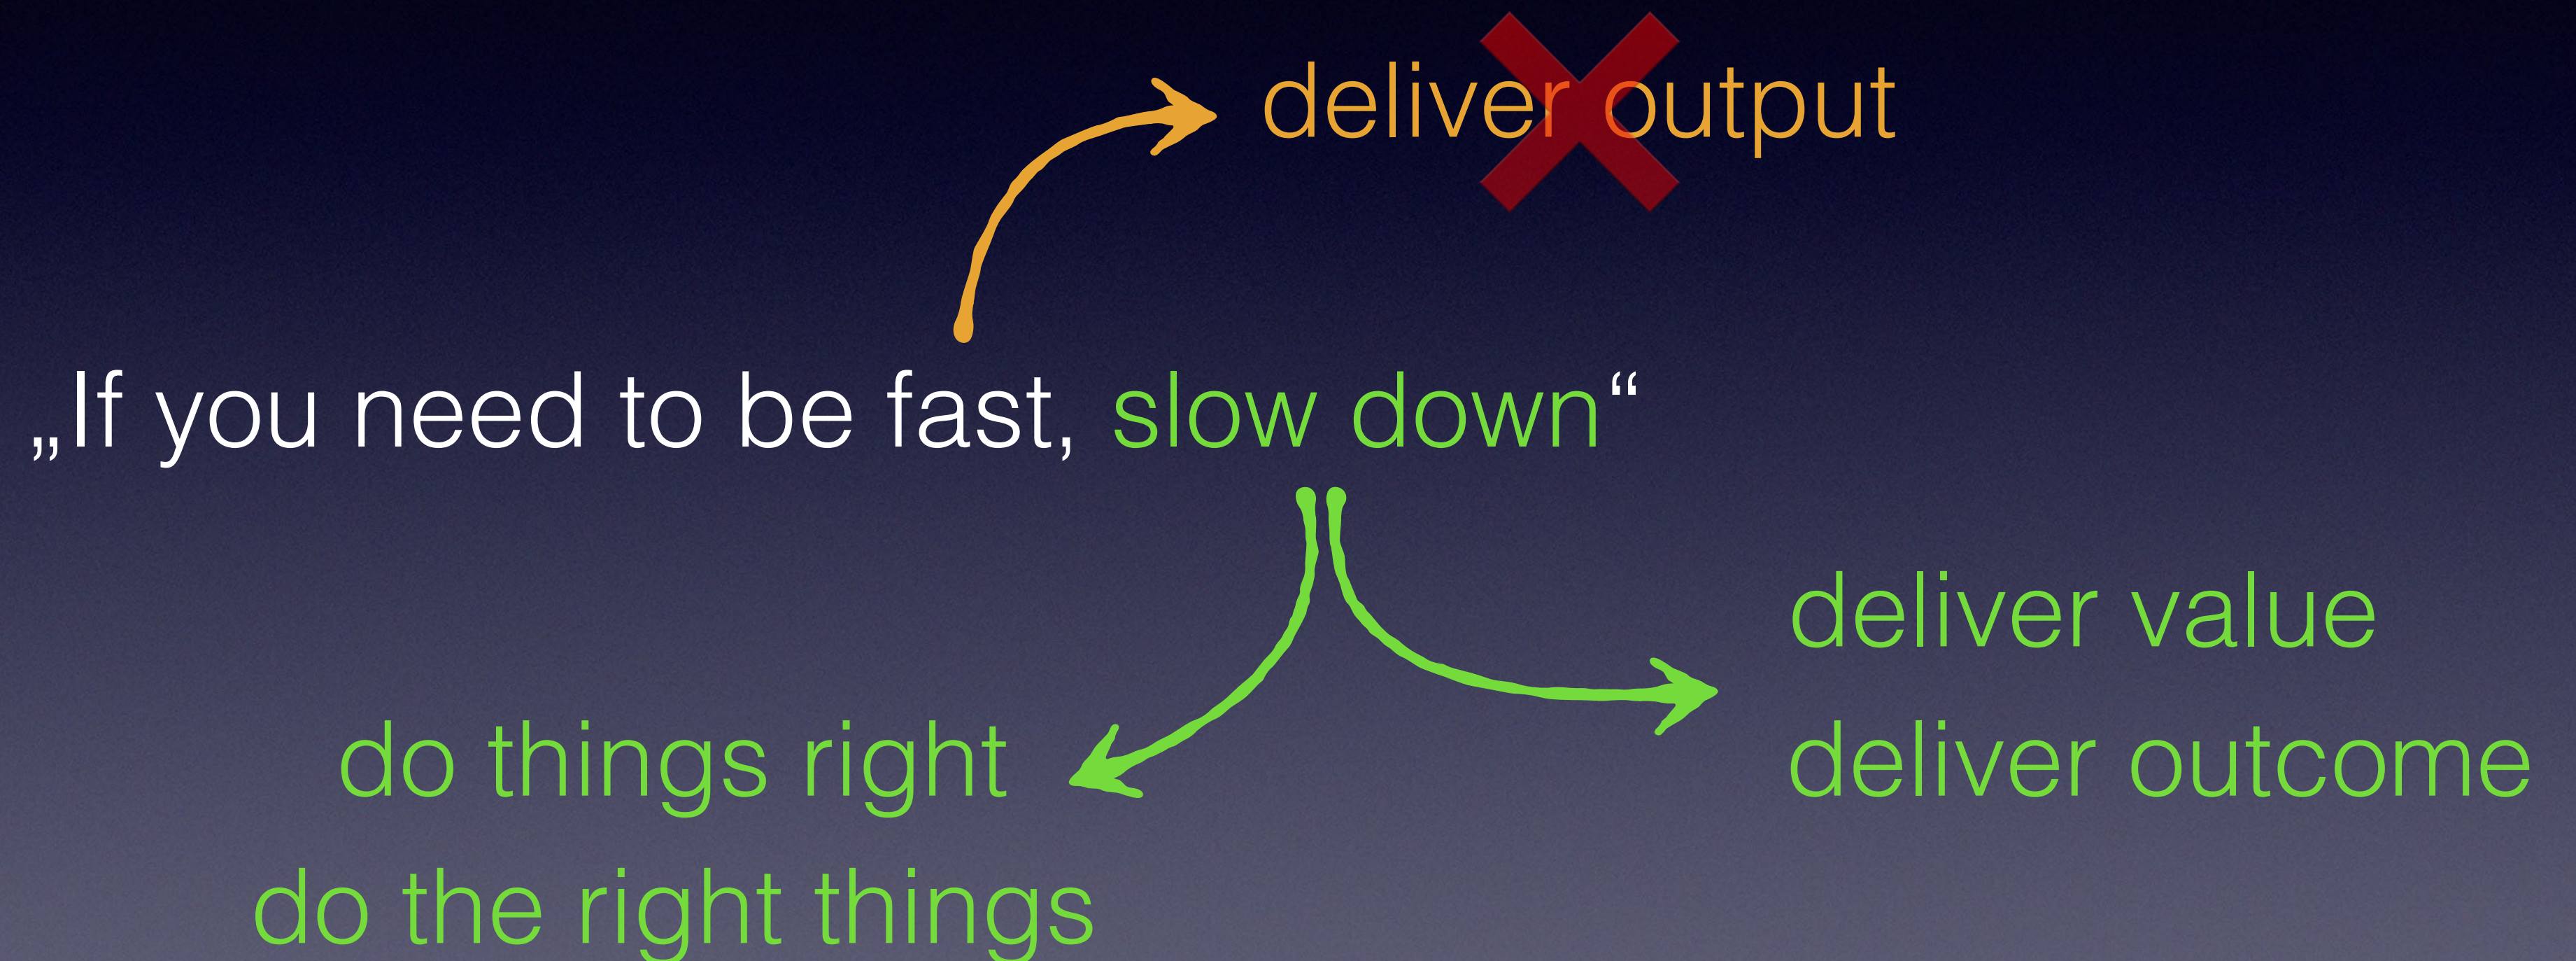 deliver output
„If you need to be fast, slow down“
deliver value
deliver outcome
do things right
do the right things